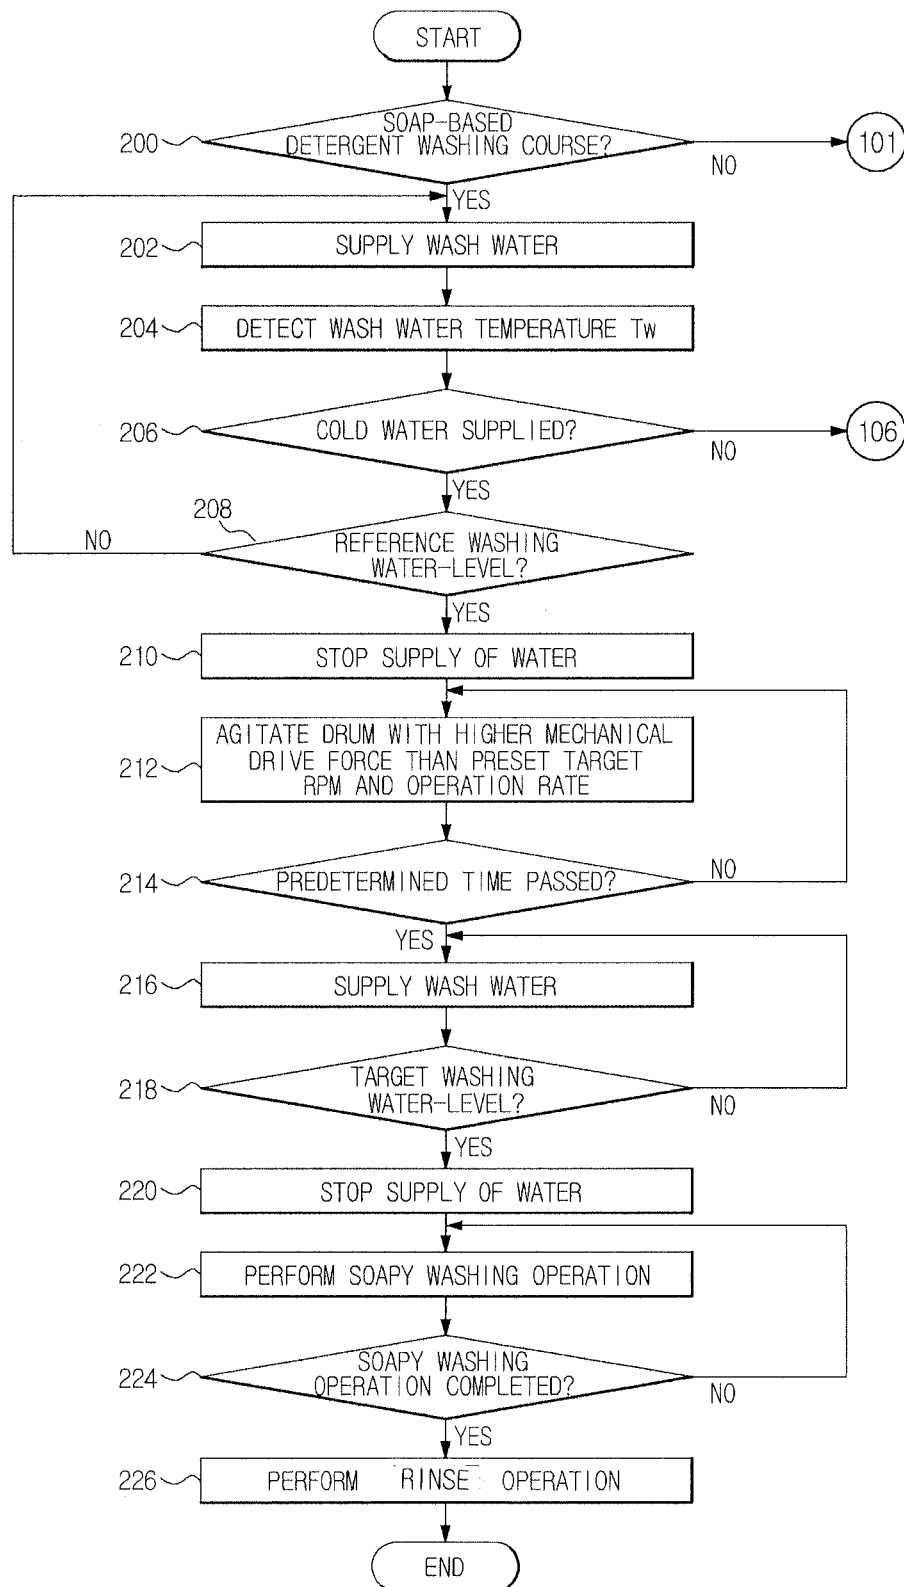 START
SOAP-BASED
DETERGENT WASHING COURSE?
200
NO
101
YES
SUPPLY WASH WATER
202
DETECT WASH WATER TEMPERATURE Tw
204
COLD WATER SUPPLIED?
206
NO
106
YES
208
NO
REFERENCE WASHING
WATER-LEVEL?
YES
210
STOP SUPPLY OF WATER
AGITATE DRUM WITH HIGHER MECHANICAL
DRIVE FORCE THAN PRESET TARGET
RPM AND OPERATION RATE
212
PREDETERMINED TIME PASSED?
214
NO
YES
216
SUPPLY WASH WATER
TARGET WASHING
WATER-LEVEL?
218
NO
YES
220
STOP SUPPLY OF WATER
222
PERFORM SOAPY WASHING OPERATION
SOAPY WASHING
OPERATION COMPLETED?
224
NO
YES
226
PERFORM RINSE OPERATION
END